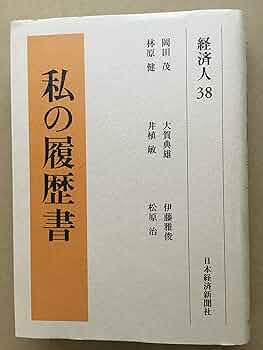 経済人 38
岡田 茂
林原 健
大賀典雄
井植 敏
伊藤雅俊
松原 治
私の履歴書
日本経済新聞社